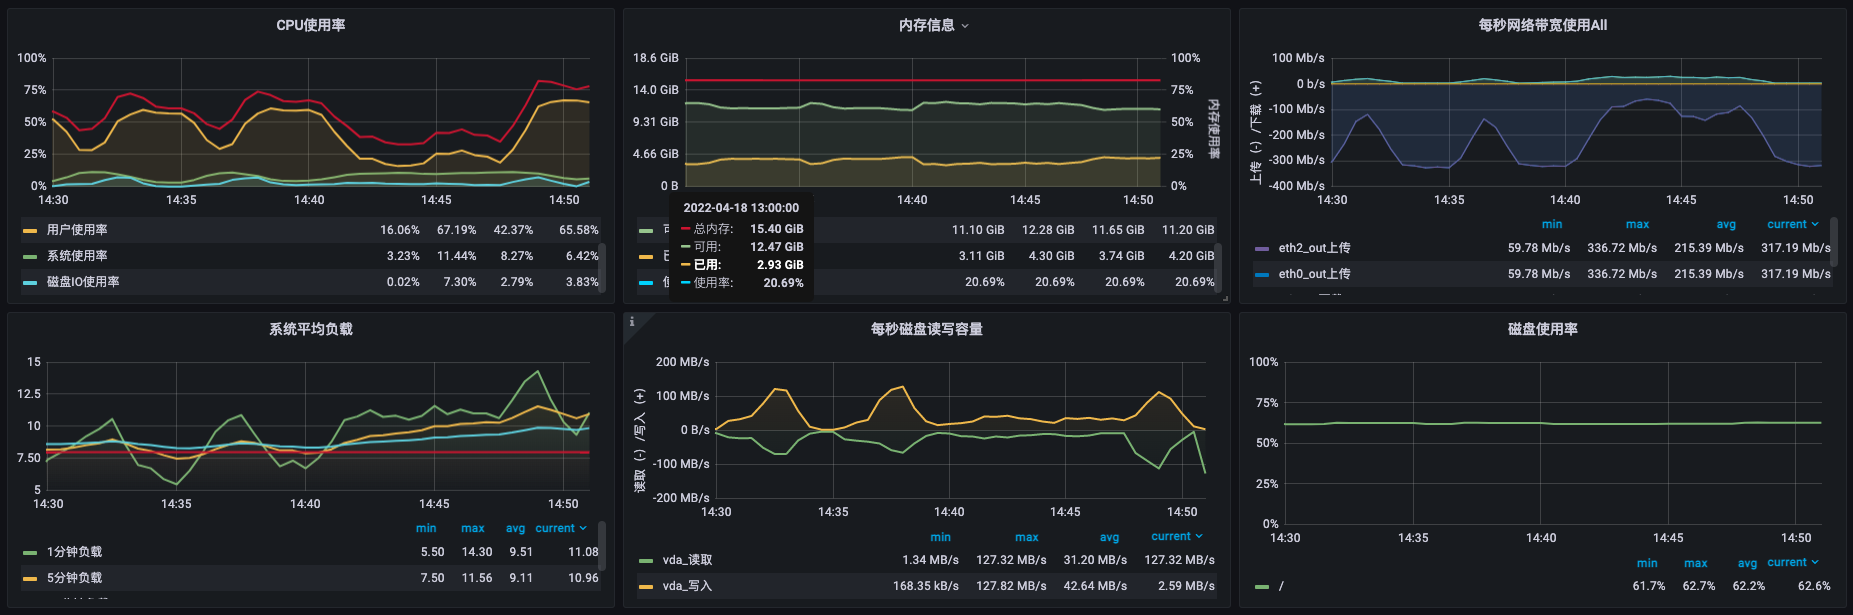 CPU使用率
100%
75%
50%
25%
0%
14:30 14:35 14:40 14:45 14:50
用户使用率 16.06% 67.19% 42.37% 65.58%
系统使用率 3.23% 11.44% 8.27% 6.42%
磁盘IO使用率 0.02% 7.30% 2.79% 3.83%
内存信息
18.6 GiB 100%
14.0 GiB 75%
9.31 GiB 50%
4.66 GiB 25%
0 B 0%
内存使用率
14:40 14:45 14:50
11.10 GiB 12.28 GiB 11.65 GiB 11.20 GiB
3.11 GiB 4.30 GiB 3.74 GiB 4.20 GiB
20.69% 20.69% 20.69% 20.69%
2022-04-18 13:00:00
总内存: 15.40 GiB
可用: 12.47 GiB
已用: 2.93 GiB
使用率: 20.69%
每秒网络带宽使用All
上传 (-) /下载 (+)
100 Mb/s
0 b/s
-100 Mb/s
-200 Mb/s
-300 Mb/s
-400 Mb/s
14:30 14:35 14:40 14:45 14:50
min max avg current
eth2_out上传 59.78 Mb/s 336.72 Mb/s 215.39 Mb/s 317.19 Mb/s
eth0_out上传 59.78 Mb/s 336.72 Mb/s 215.39 Mb/s 317.19 Mb/s
系统平均负载
15
12.5
10
7.50
5
14:30 14:35 14:40 14:45 14:50
min max avg current
1分钟负载 5.50 14.30 9.51 11.08
5分钟负载 7.50 11.56 9.11 10.96
i
每秒磁盘读写容量
读取 (-) /写入 (+)
200 MB/s
100 MB/s
0 B/s
-100 MB/s
-200 MB/s
14:30 14:35 14:40 14:45 14:50
min max avg current
vda_读取 1.34 MB/s 127.32 MB/s 31.20 MB/s 127.32 MB/s
vda_写入 168.35 kB/s 127.82 MB/s 42.64 MB/s 2.59 MB/s
磁盘使用率
100%
75%
50%
25%
0%
14:30 14:35 14:40 14:45 14:50
min max avg current
/ 61.7% 62.7% 62.2% 62.6%